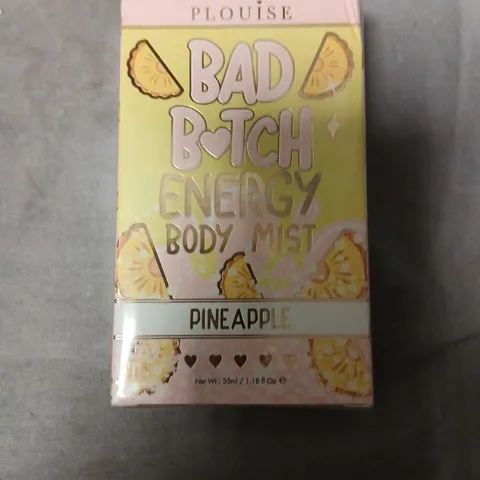 PLOUISE
BAD
B♥TCH
ENERGY
BODY MIST
PINEAPPLE
Net Wt: 35ml / 1.18 fl Oz ℮